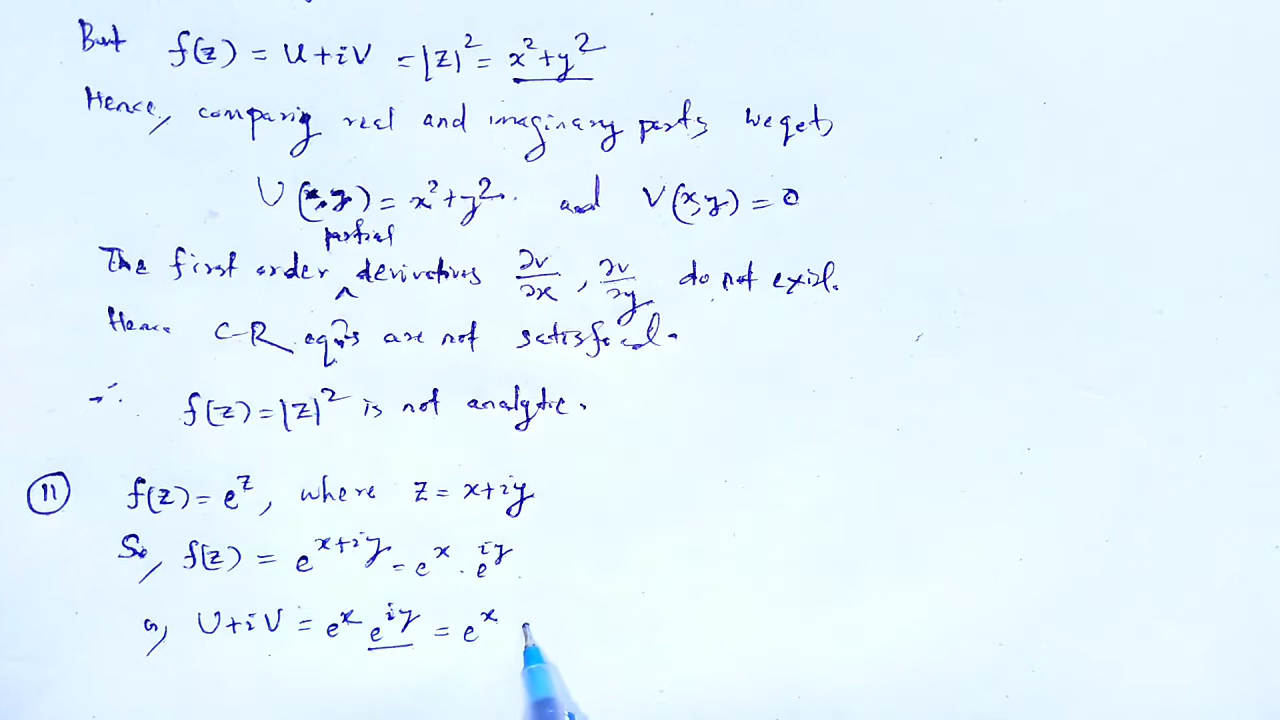 But f(z) = U+iV = |z|² = x²+y²
Hence, comparing real and imaginary parts, we get,
U(x,y) = x²+y². and V(x,y) = 0
partial
The first order ^ derivatives ∂v/∂x , ∂v/∂y do not exist.
Hence C-R eqns are not satisfied.
∴ f(z) = |z|² is not analytic.
(11) f(z) = e^z, where z = x+iy
So, f(z) = e^{x+iy} = e^x . e^{iy}
or, U+iV = e^x e^{iy} = e^x